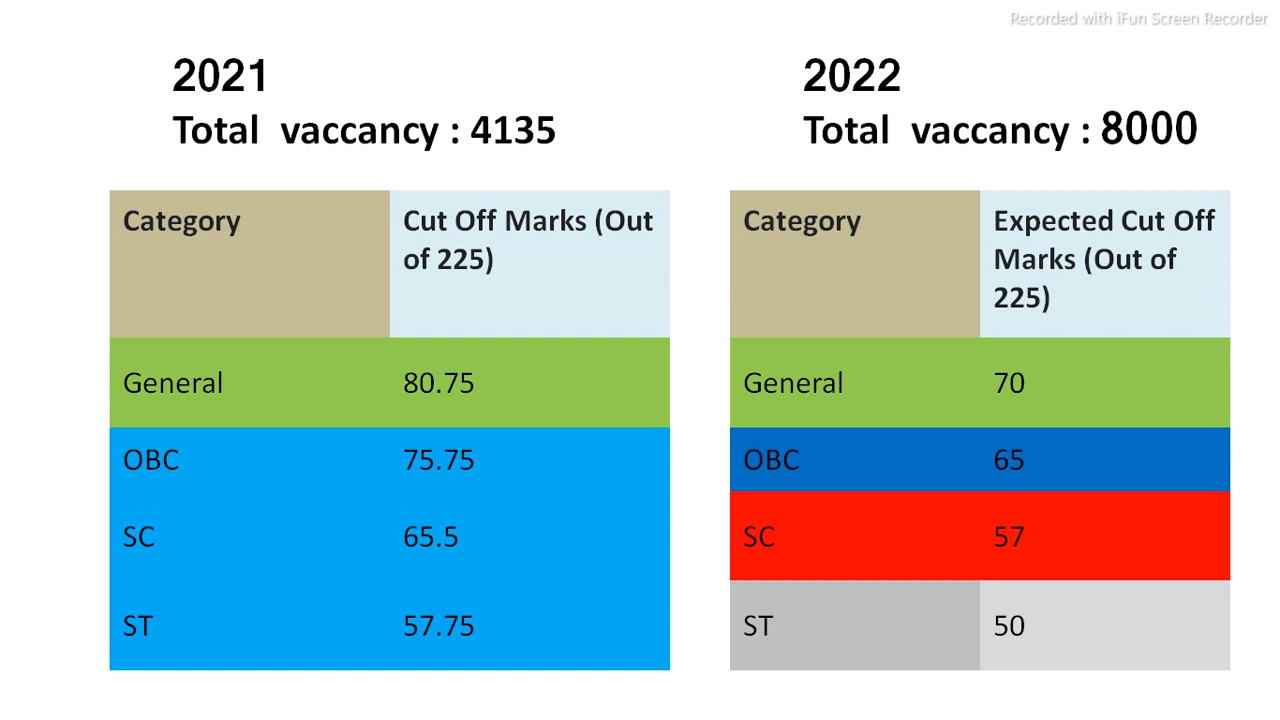 Recorded with iFun Screen Recorder
2021
Total vaccancy : 4135
Category
Cut Off Marks (Out
of 225)
General 80.75
OBC 75.75
SC 65.5
ST 57.75
2022
Total vaccancy : 8000
Category
Expected Cut Off
Marks (Out of
225)
General 70
OBC 65
SC 57
ST 50